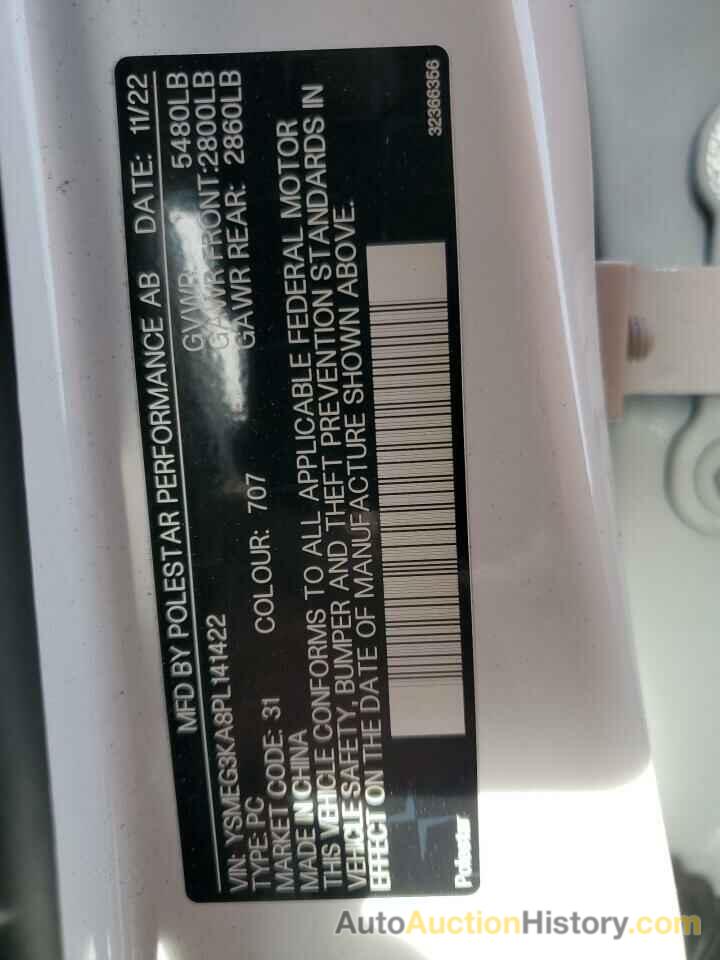 MFD BY POLESTAR PERFORMANCE AB DATE: 11/22
VIN: YSMEG3KA8PL141422 GVWR: 5480LB
TYPE: PC GAWR FRONT:2800LB
MARKET CODE: 31 COLOUR: 707 GAWR REAR: 2860LB
MADE IN CHINA
THIS VEHICLE CONFORMS TO ALL APPLICABLE FEDERAL MOTOR
VEHICLE SAFETY, BUMPER AND THEFT PREVENTION STANDARDS IN
EFFECT ON THE DATE OF MANUFACTURE SHOWN ABOVE.
Polestar
32366356
AutoAuctionHistory.com